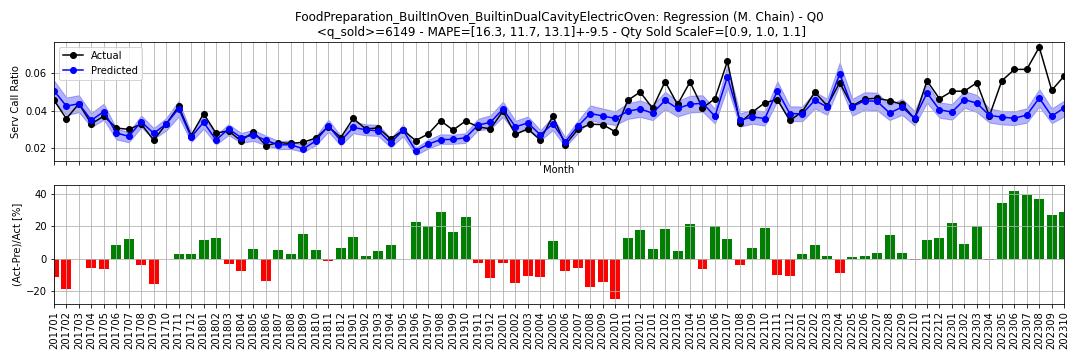 FoodPreparation_BuiltInOven_BuiltinDualCavityElectricOven: Regression (M. Chain) - Q0
<q_sold>=6149 - MAPE=[16.3, 11.7, 13.1]+-9.5 - Qty Sold ScaleF=[0.9, 1.0, 1.1]
Serv Call Ratio
0.06
0.04
0.02
Actual
Predicted
Month
(Act-Pre)/Act [%]
40
20
0
−20
201701 201702 201703 201704 201705 201706 201707 201708 201709 201710 201711 201712 201801 201802 201803 201804 201805 201806 201807 201808 201809 201810 201811 201812 201901 201902 201903 201904 201905 201906 201907 201908 201909 201910 201911 201912 202001 202002 202003 202004 202005 202006 202008 202009 202010 202011 202012 202101 202102 202103 202104 202105 202106 202107 202108 202109 202110 202111 202112 202201 202202 202203 202204 202205 202206 202207 202208 202209 202210 202211 202212 202301 202302 202303 202304 202305 202306 202307 202308 202309 202310